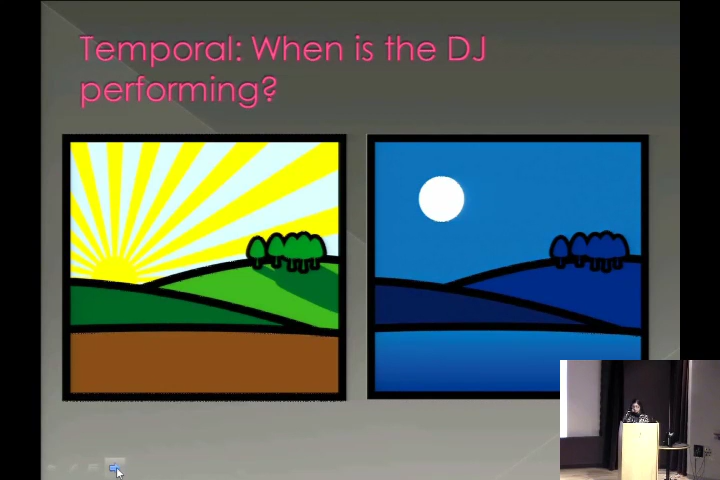 Temporal: When is the DJ
performing?